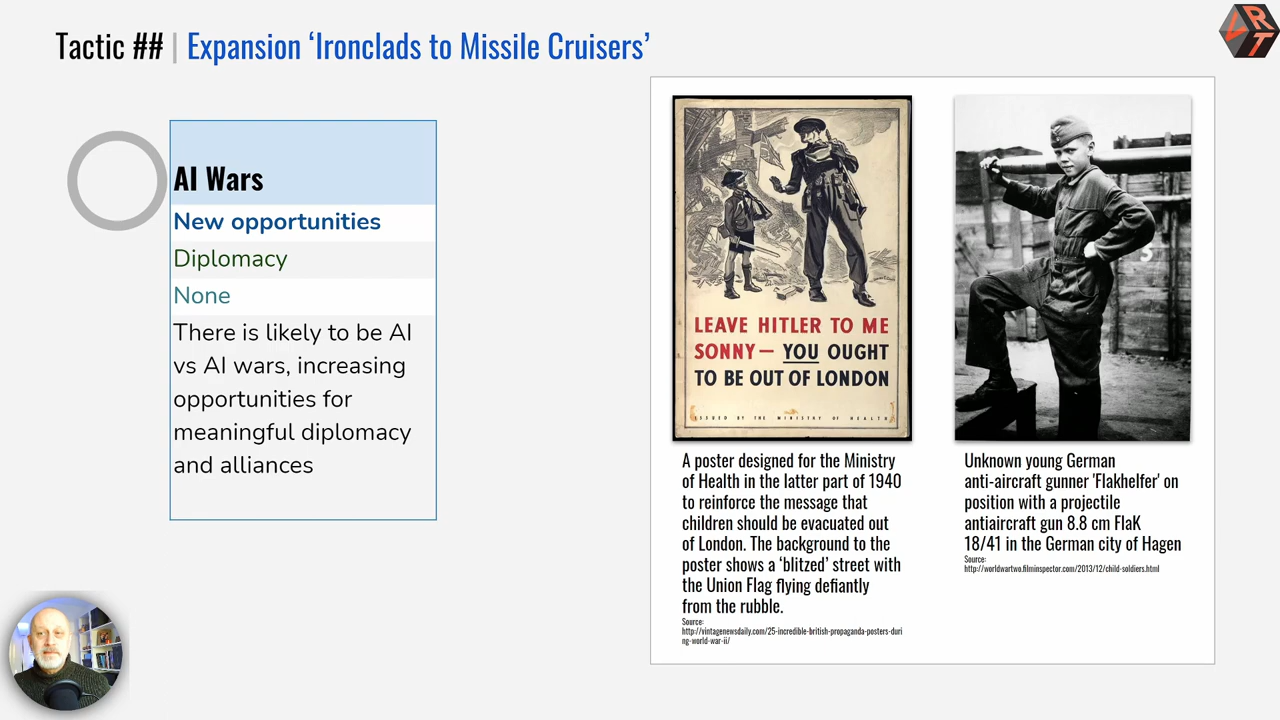 Tactic ## | Expansion ‘Ironclads to Missile Cruisers’
AI Wars
New opportunities
Diplomacy
None
There is likely to be AI
vs AI wars, increasing
opportunities for
meaningful diplomacy
and alliances
LEAVE HITLER TO ME
SONNY— YOU OUGHT
TO BE OUT OF LONDON
ISSUED BY THE MINISTRY OF HEALTH
A poster designed for the Ministry
of Health in the latter part of 1940
to reinforce the message that
children should be evacuated out
of London. The background to the
poster shows a ‘blitzed’ street with
the Union Flag flying defiantly
from the rubble.
Source:
http://vintagenewsdaily.com/25-incredible-british-propaganda-posters-duri
ng-world-war-ii/
Unknown young German
anti-aircraft gunner 'Flakhelfer' on
position with a projectile
antiaircraft gun 8.8 cm FlaK
18/41 in the German city of Hagen
Source:
http://worldwartwo.filminspector.com/2013/12/child-soldiers.html
RT